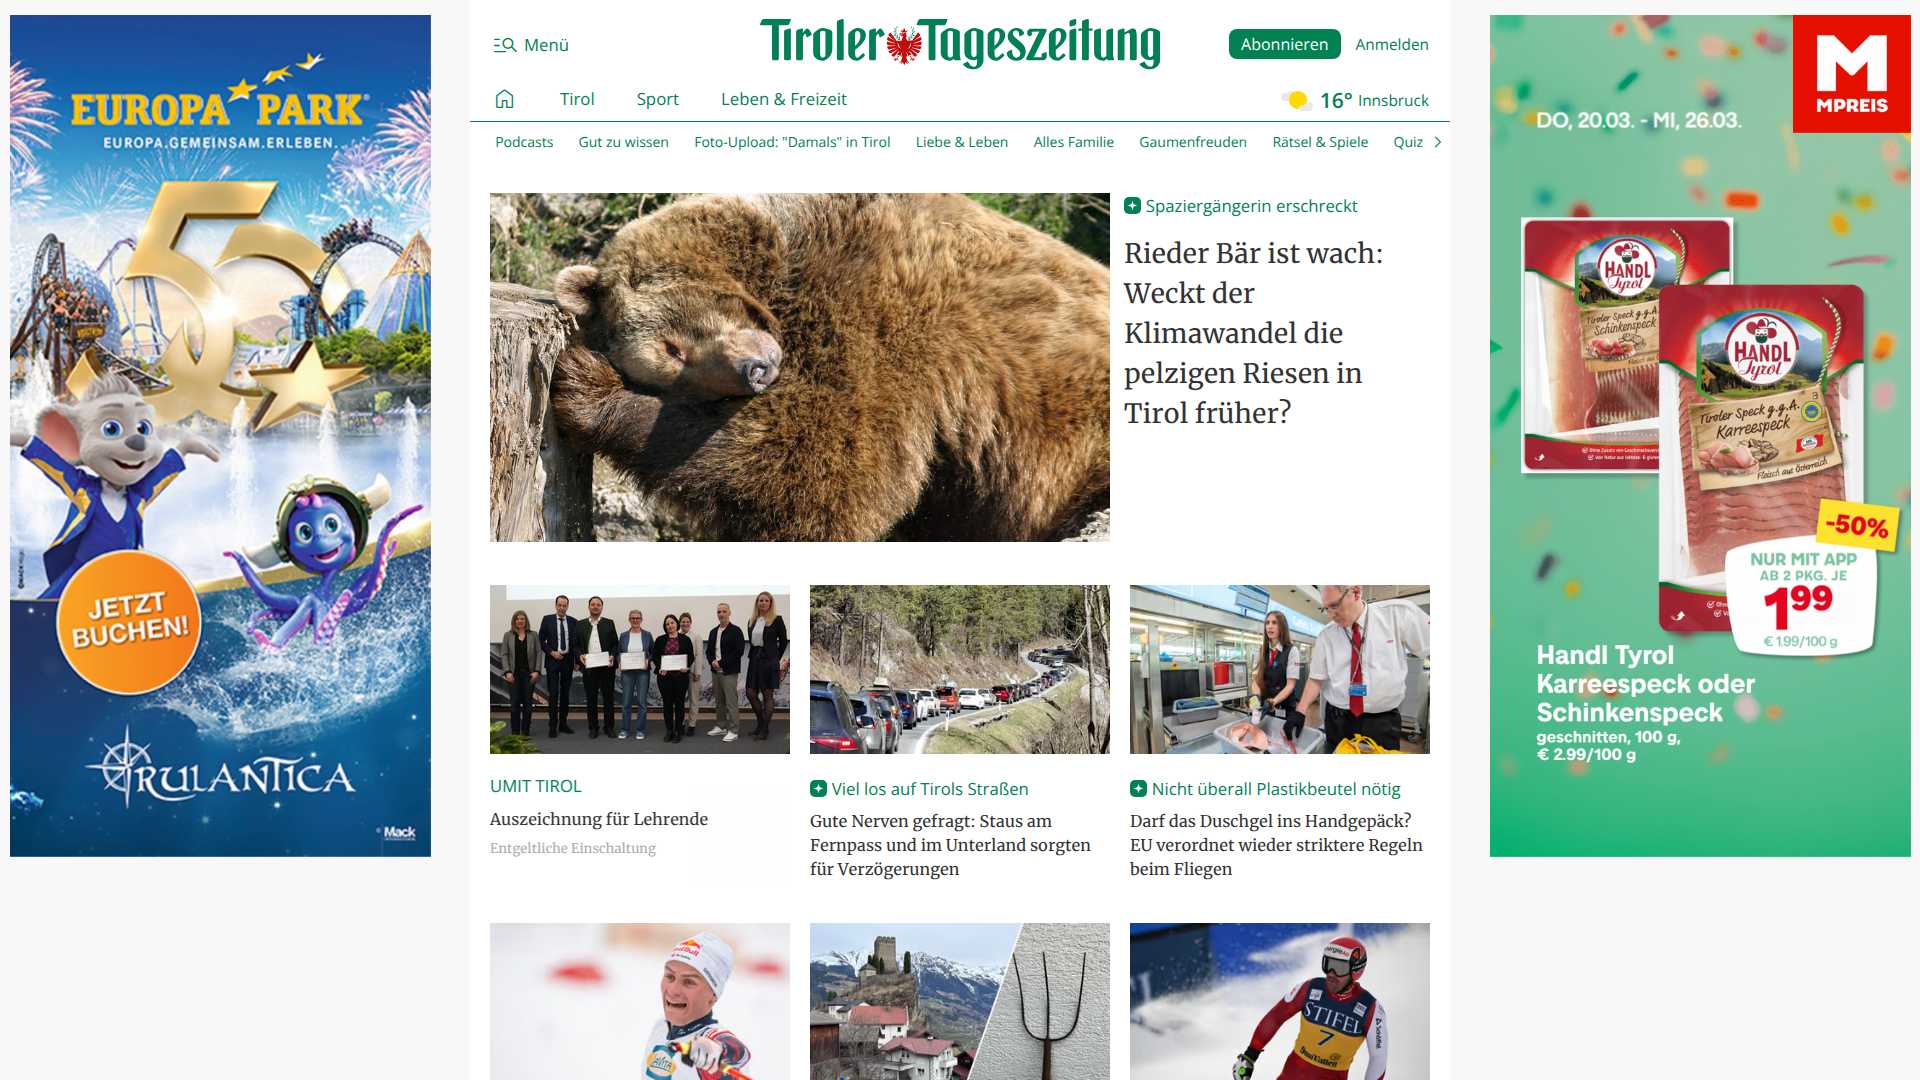 Menü
Tiroler Tageszeitung
Abonnieren
Anmelden
Tirol
Sport
Leben & Freizeit
16° Innsbruck
Podcasts
Gut zu wissen
Foto-Upload: "Damals" in Tirol
Liebe & Leben
Alles Familie
Gaumenfreuden
Rätsel & Spiele
Quiz
EUROPA PARK
EUROPA.GEMEINSAM.ERLEBEN.
50
JETZT
BUCHEN!
RULANTICA
Mack
Spaziergängerin erschreckt
Rieder Bär ist wach:
Weckt der
Klimawandel die
pelzigen Riesen in
Tirol früher?
UMIT TIROL
Auszeichnung für Lehrende
Entgeltliche Einschaltung
Viel los auf Tirols Straßen
Gute Nerven gefragt: Staus am
Fernpass und im Unterland sorgten
für Verzögerungen
Nicht überall Plastikbeutel nötig
Darf das Duschgel ins Handgepäck?
EU verordnet wieder striktere Regeln
beim Fliegen
Red Bull
STIFEL
7
M
MPREIS
DO, 20.03. - MI, 26.03.
HANDL
Tyrol
Tiroler Speck g.g.A.
Schinkenspeck
HANDL
Tyrol
Tiroler Speck g.g.A.
Karreespeck
Fleisch aus Österreich
-50%
NUR MIT APP
AB 2 PKG. JE
1.99
€ 1.99/100 g
Handl Tyrol
Karreespeck oder
Schinkenspeck
geschnitten, 100 g,
€ 2.99/100 g